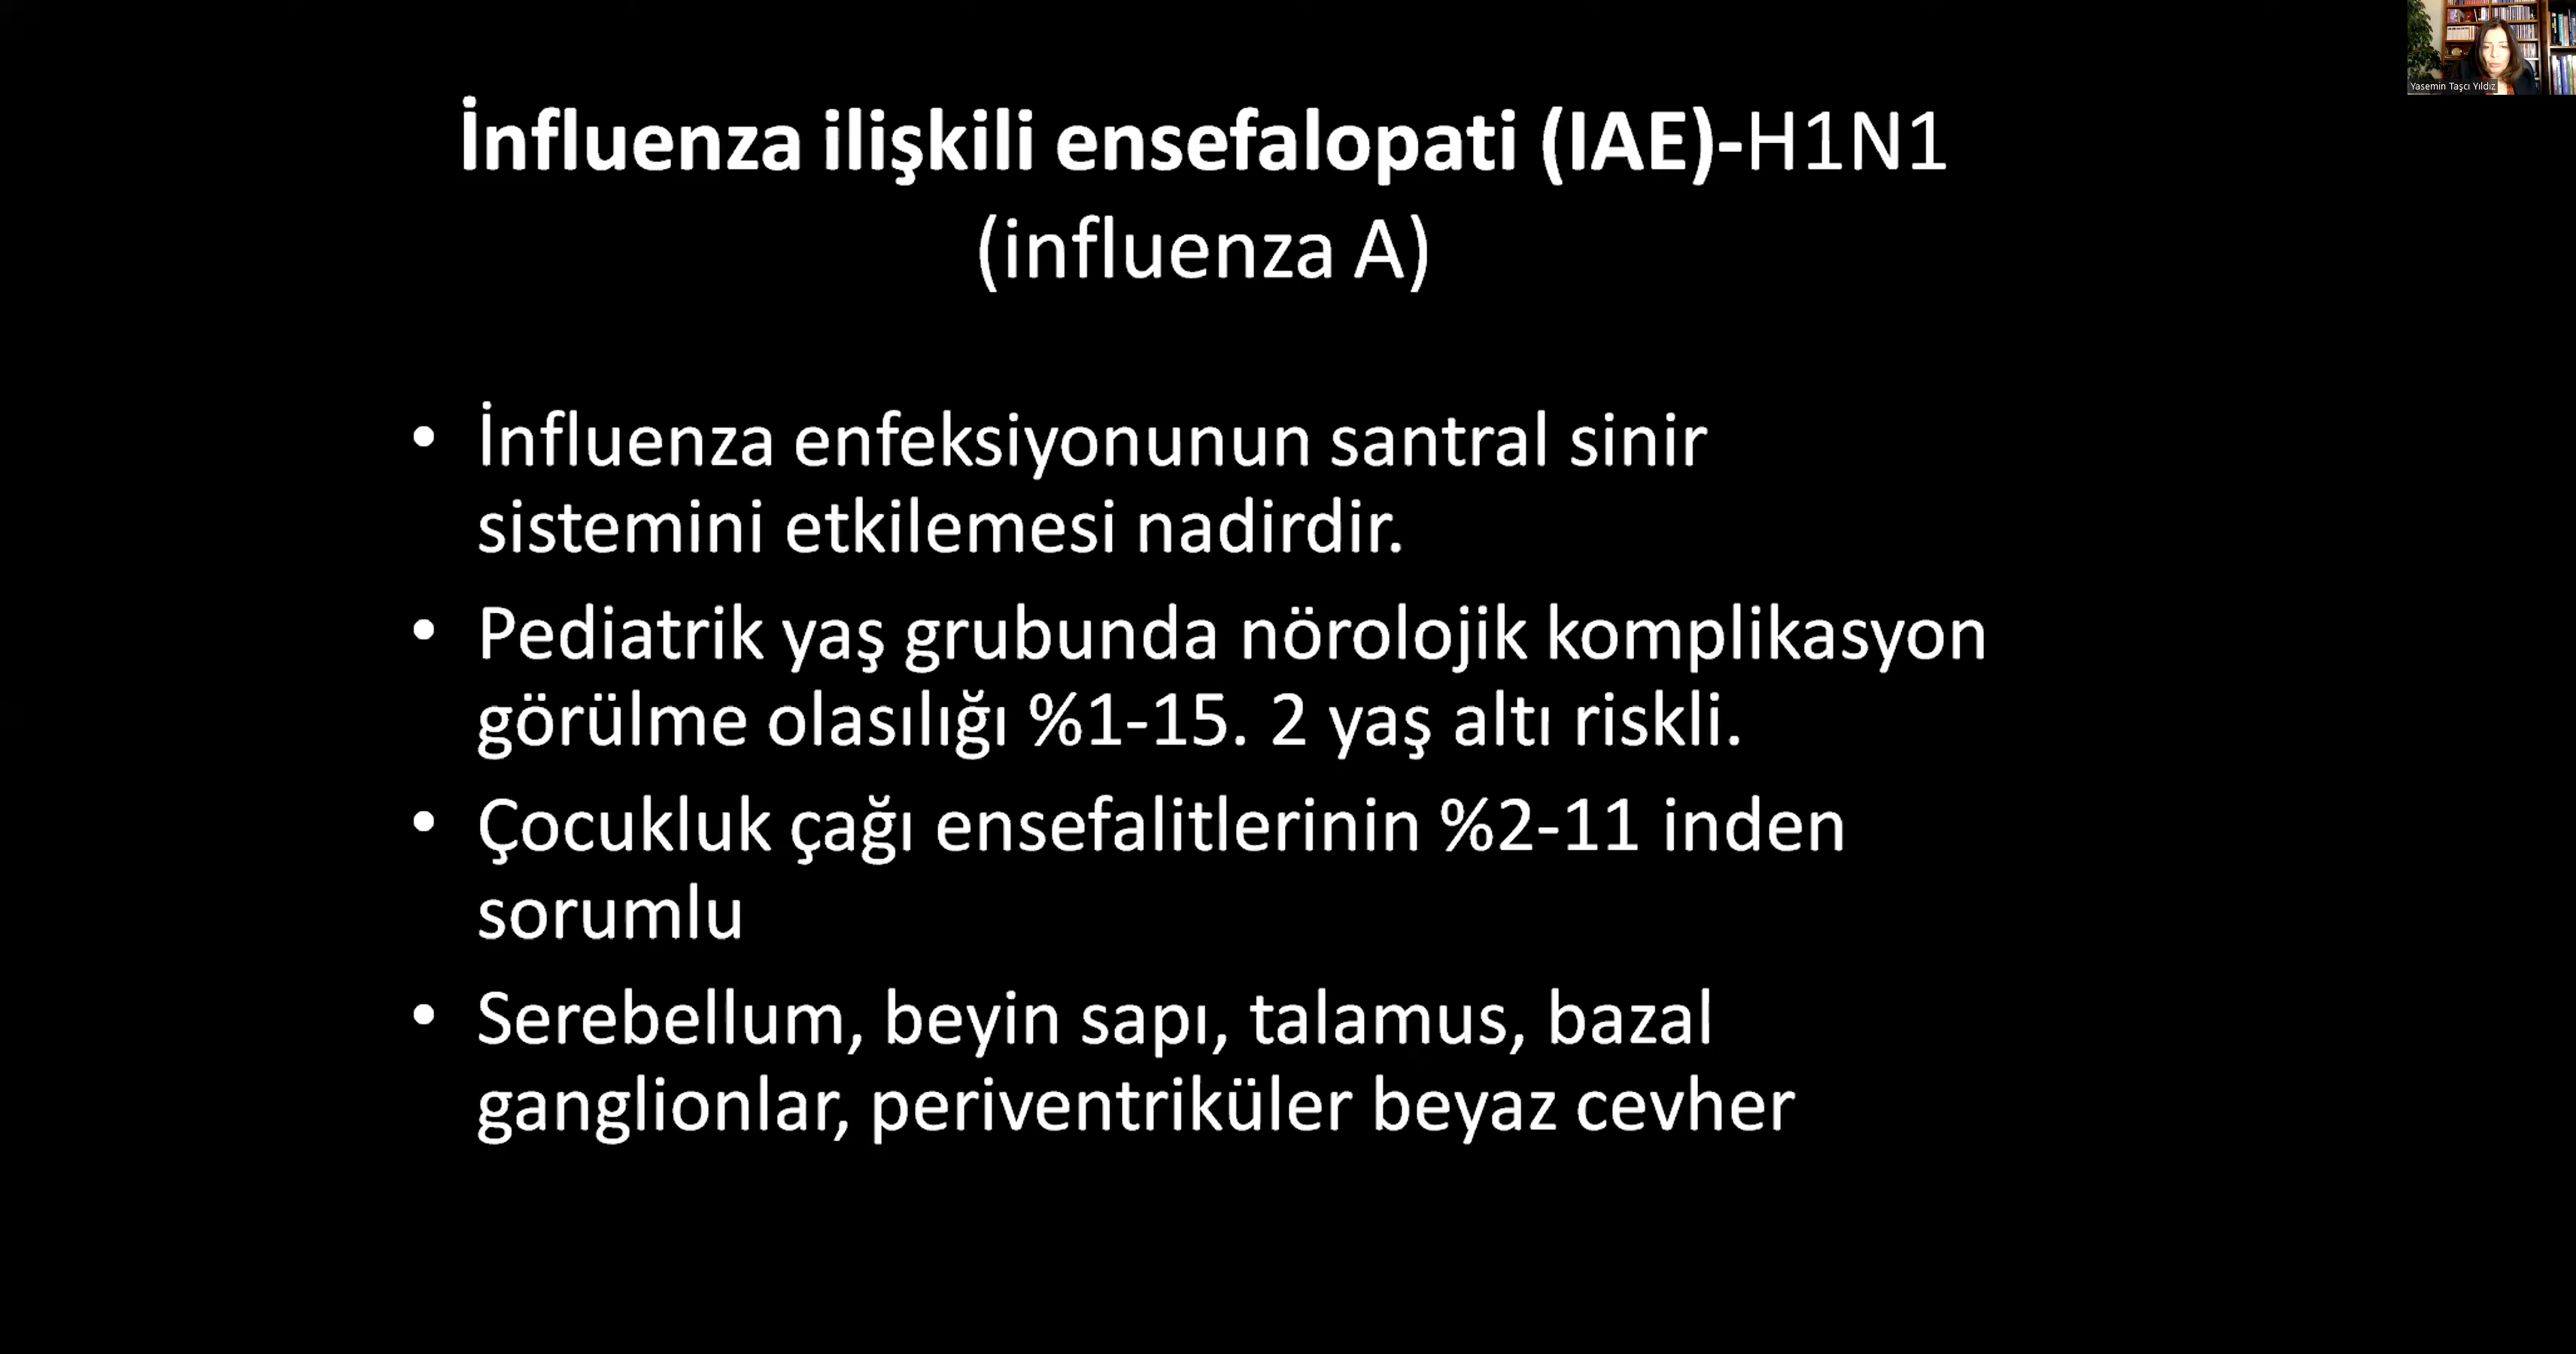 İnfluenza ilişkili ensefalopati (IAE)-H1N1
(influenza A)
• İnfluenza enfeksiyonunun santral sinir
sistemini etkilemesi nadirdir.
• Pediatrik yaş grubunda nörolojik komplikasyon
görülme olasılığı %1-15. 2 yaş altı riskli.
• Çocukluk çağı ensefalitlerinin %2-11 inden
sorumlu
• Serebellum, beyin sapı, talamus, bazal
ganglionlar, periventriküler beyaz cevher
Yasemin Taşcı Yıldız